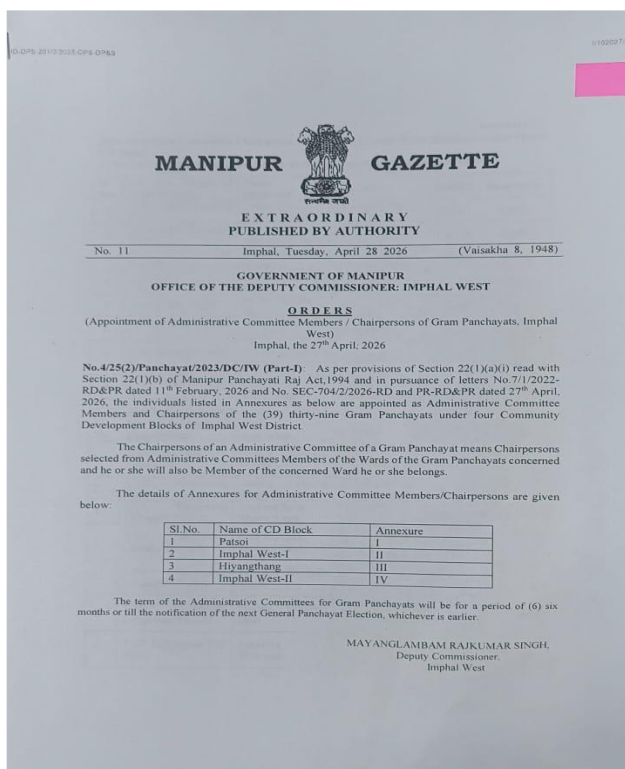 MANIPUR GAZETTE
सत्यमेव जयते
EXTRAORDINARY
PUBLISHED BY AUTHORITY
No. 11 Imphal, Tuesday, April 28 2026 (Vaisakha 8, 1948)
GOVERNMENT OF MANIPUR
OFFICE OF THE DEPUTY COMMISSIONER: IMPHAL WEST
ORDERS
(Appointment of Administrative Committee Members / Chairpersons of Gram Panchayats, Imphal
West)
Imphal, the 27th April, 2026
No.4/25(2)/Panchayat/2023/DC/IW (Part-I): As per provisions of Section 22(1)(a)(i) read with
Section 22(1)(b) of Manipur Panchayati Raj Act,1994 and in pursuance of letters No.7/1/2022-
RD&PR dated 11th February, 2026 and No. SEC-704/2/2026-RD and PR-RD&PR dated 27th April,
2026, the individuals listed in Annexures as below are appointed as Administrative Committee
Members and Chairpersons of the (39) thirty-nine Gram Panchayats under four Community
Development Blocks of Imphal West District.
The Chairpersons of an Administrative Committee of a Gram Panchayat means Chairpersons
selected from Administrative Committees Members of the Wards of the Gram Panchayats concerned
and he or she will also be Member of the concerned Ward he or she belongs.
The details of Annexures for Administrative Committee Members/Chairpersons are given
below:
Sl.No. Name of CD Block Annexure
1 Patsoi I
2 Imphal West-I II
3 Hiyangthang III
4 Imphal West-II IV
The term of the Administrative Committees for Gram Panchayats will be for a period of (6) six
months or till the notification of the next General Panchayat Election, whichever is earlier.
MAYANGLAMBAM RAJKUMAR SINGH,
Deputy Commissioner.
Imphal West